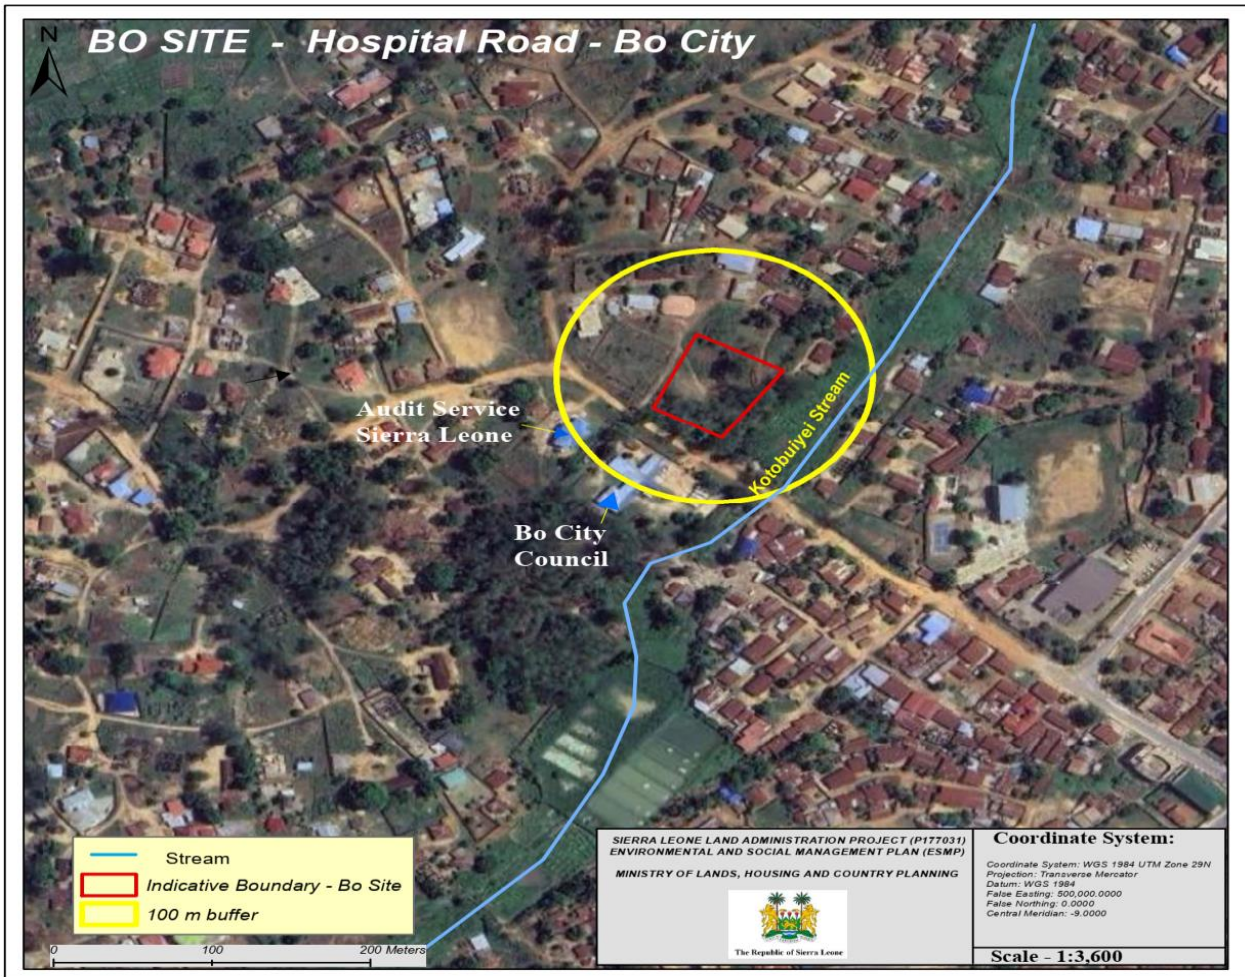 N
BO SITE - Hospital Road - Bo City
Audit Service
Sierra Leone
Kotobuiyei Stream
Bo City
Council
Stream
Indicative Boundary - Bo Site
100 m buffer
0 100 200 Meters
SIERRA LEONE LAND ADMINISTRATION PROJECT (P177031)
ENVIRONMENTAL AND SOCIAL MANAGEMENT PLAN (ESMP)
MINISTRY OF LANDS, HOUSING AND COUNTRY PLANNING
The Republic of Sierra Leone
Coordinate System:
Coordinate System: WGS 1984 UTM Zone 29N
Projection: Transverse Mercator
Datum: WGS 1984
False Easting: 500,000.0000
False Northing: 0.0000
Central Meridian: -9.0000
Scale - 1:3,600